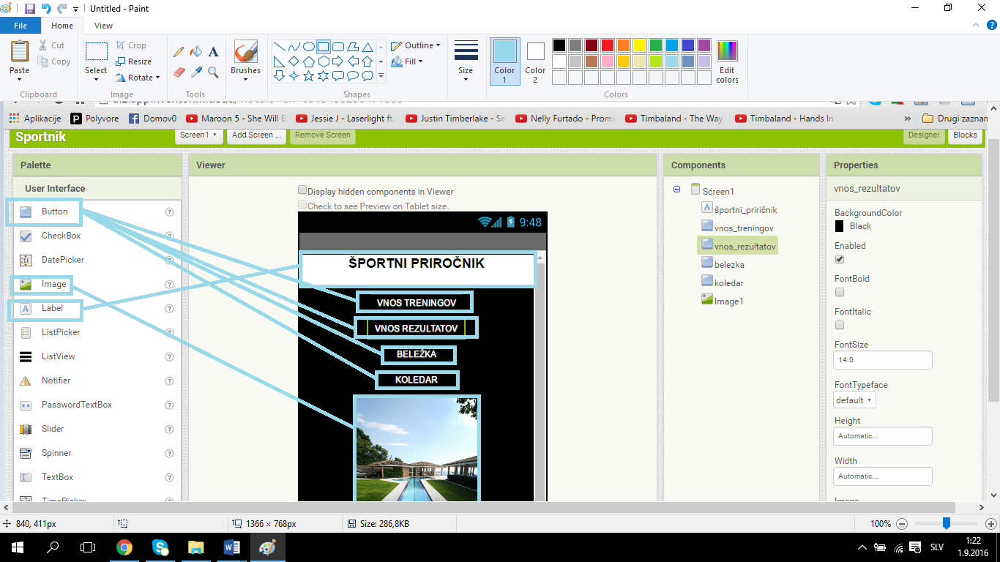 Untitled - Paint
File Home View
Cut
Copy
Paste
Clipboard
Crop
Resize
Rotate
Select
Image
A
Tools
Brushes
Outline
Fill
Shapes
Size
Color 1
Color 2
Edit colors
Colors
Aplikacije Polyvore Domov0 Maroon 5 - She Will B Jessie J - Laserlight ft. Justin Timberlake - Se Nelly Furtado - Promi Timbaland - The Way Timbaland - Hands In » Drugi zaznam
Sportnik Screen1 Add Screen ... Remove Screen Designer Blocks
Palette
User Interface
Button ?
CheckBox ?
DatePicker ?
Image ?
Label ?
ListPicker ?
ListView ?
Notifier ?
PasswordTextBox ?
Slider ?
Spinner ?
TextBox ?
TimePicker
Viewer
Display hidden components in Viewer
Check to see Preview on Tablet size.
9:48
ŠPORTNI PRIROČNIK
VNOS TRENINGOV
VNOS REZULTATOV
BELEŽKA
KOLEDAR
Components
Screen1
športni_priričnik
vnos_treningov
vnos_rezultatov
belezka
koledar
Image1
Properties
vnos_rezultatov
BackgroundColor
Black
Enabled
FontBold
FontItalic
FontSize
14.0
FontTypeface
default
Height
Automatic...
Width
Automatic...
Image
840, 411px 1366 × 768px Size: 286,8KB 100%
SLV
1:22
1.9.2016